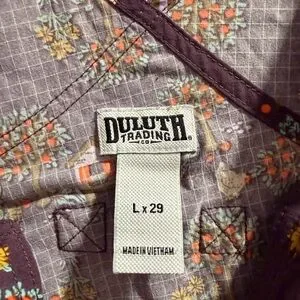 DULUTH
TRADING
CO
L x 29
MADE IN VIETNAM